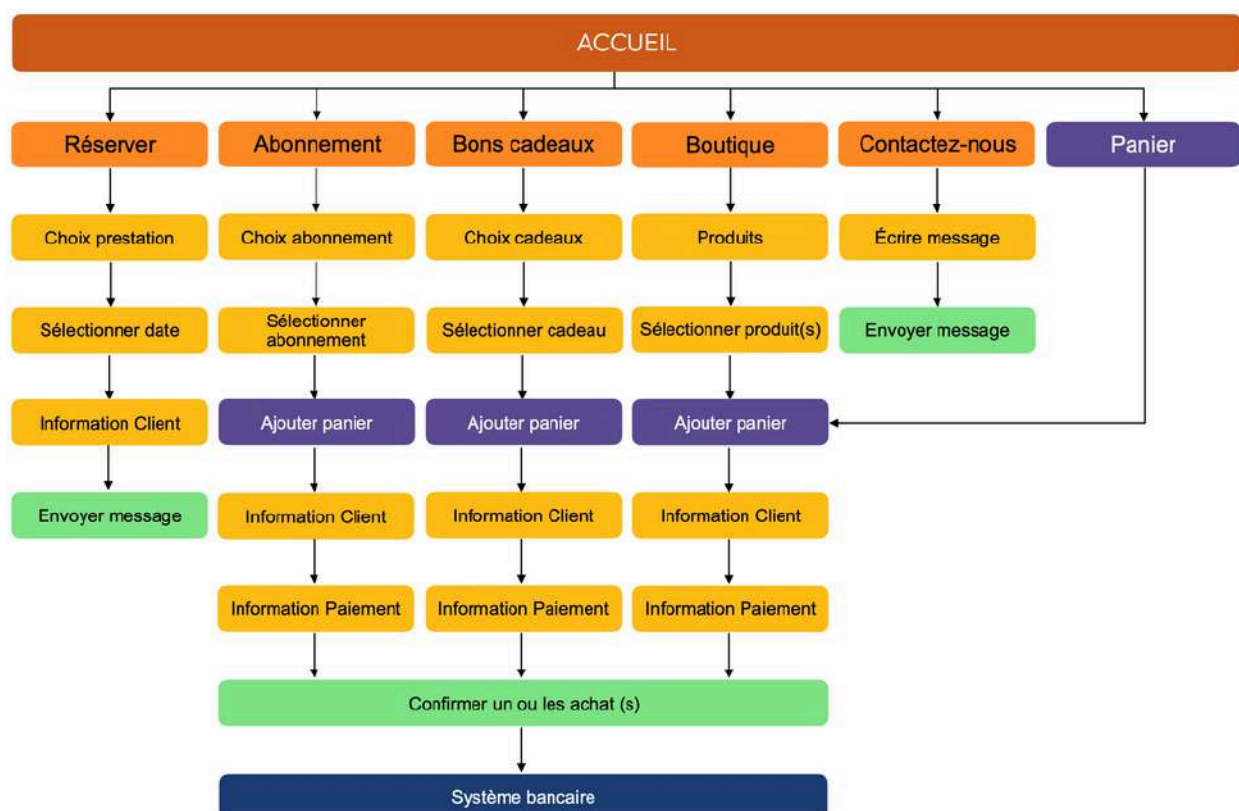 ACCUEIL
Réserver
Abonnement
Bons cadeaux
Boutique
Contactez-nous
Panier
Choix prestation
Choix abonnement
Choix cadeaux
Produits
Écrire message
Sélectionner date
Sélectionner
abonnement
Sélectionner cadeau
Sélectionner produit(s)
Envoyer message
Information Client
Ajouter panier
Ajouter panier
Ajouter panier
Envoyer message
Information Client
Information Client
Information Client
Information Paiement
Information Paiement
Information Paiement
Confirmer un ou les achat (s)
Système bancaire